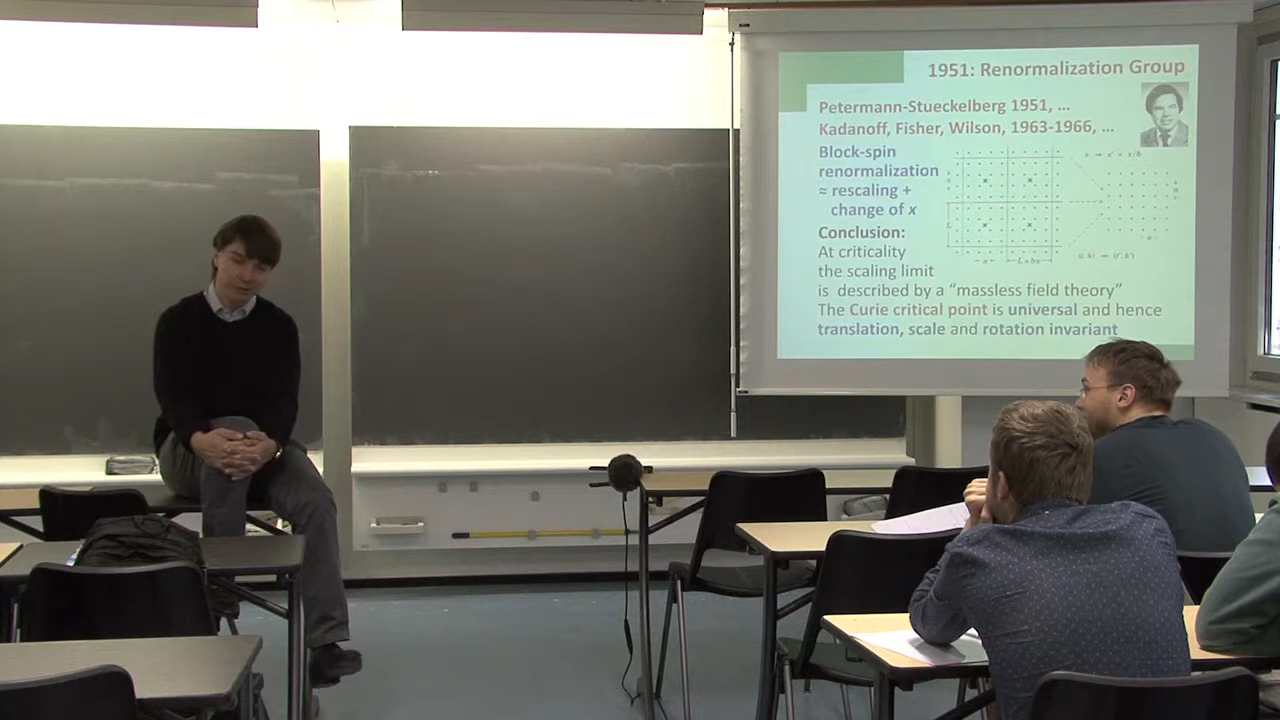 1951: Renormalization Group
Petermann-Stueckelberg 1951, ...
Kadanoff, Fisher, Wilson, 1963-1966, ...
Block-spin
renormalization
≈ rescaling +
change of x
Conclusion:
At criticality
the scaling limit
is described by a “massless field theory”
The Curie critical point is universal and hence
translation, scale and rotation invariant